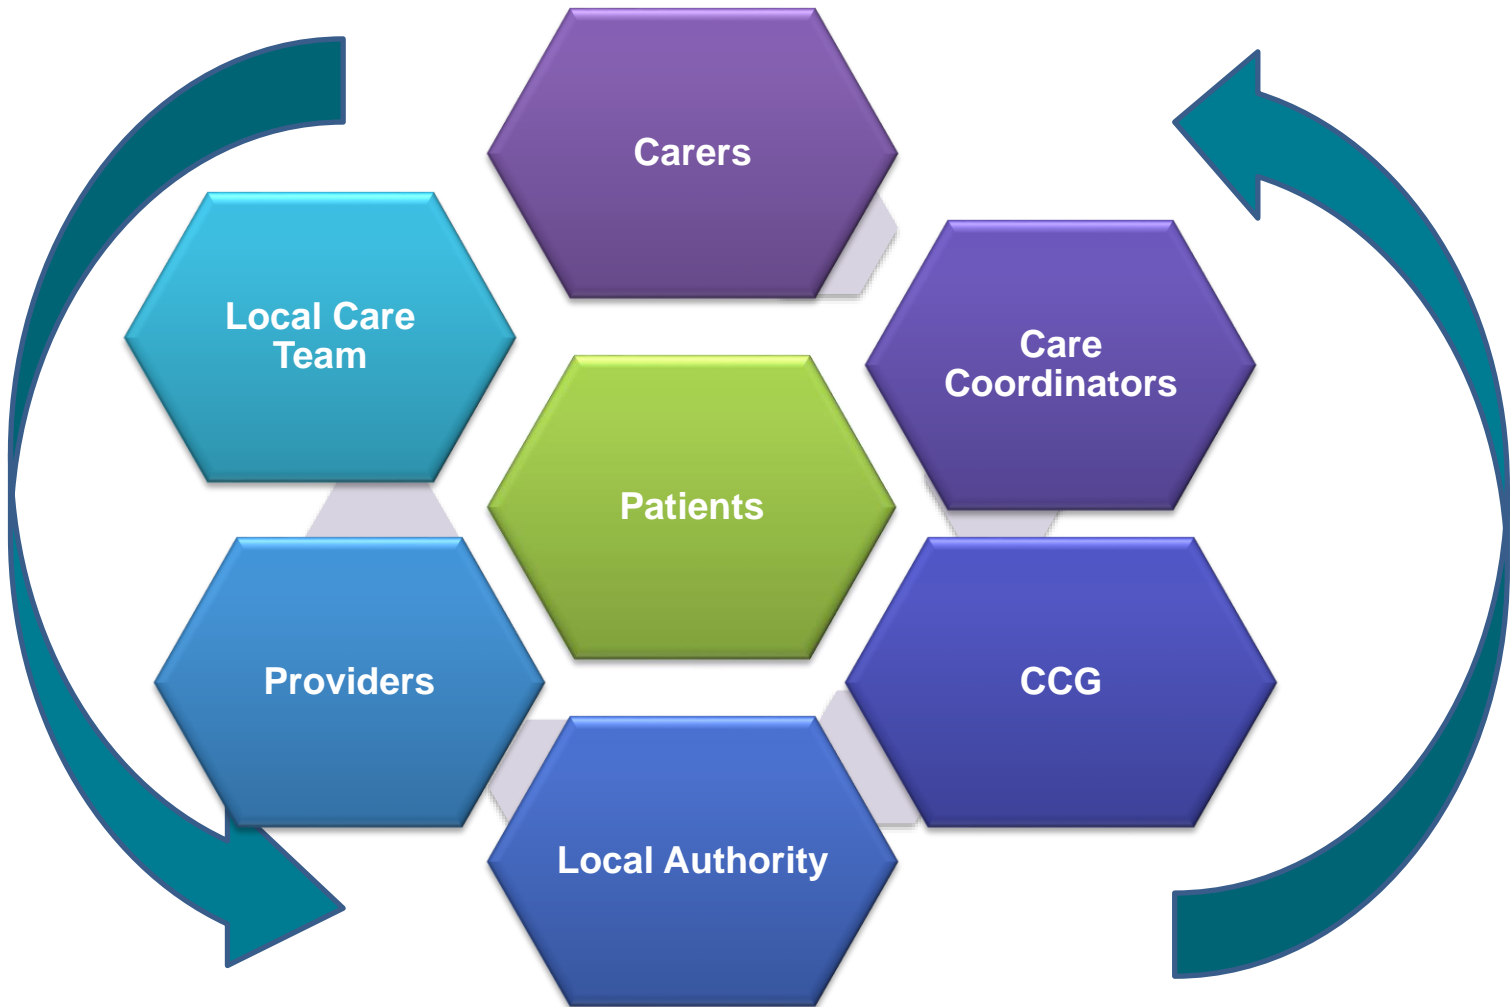 Carers
Local Care
Team
Care
Coordinators
Patients
Providers
CCG
Local Authority